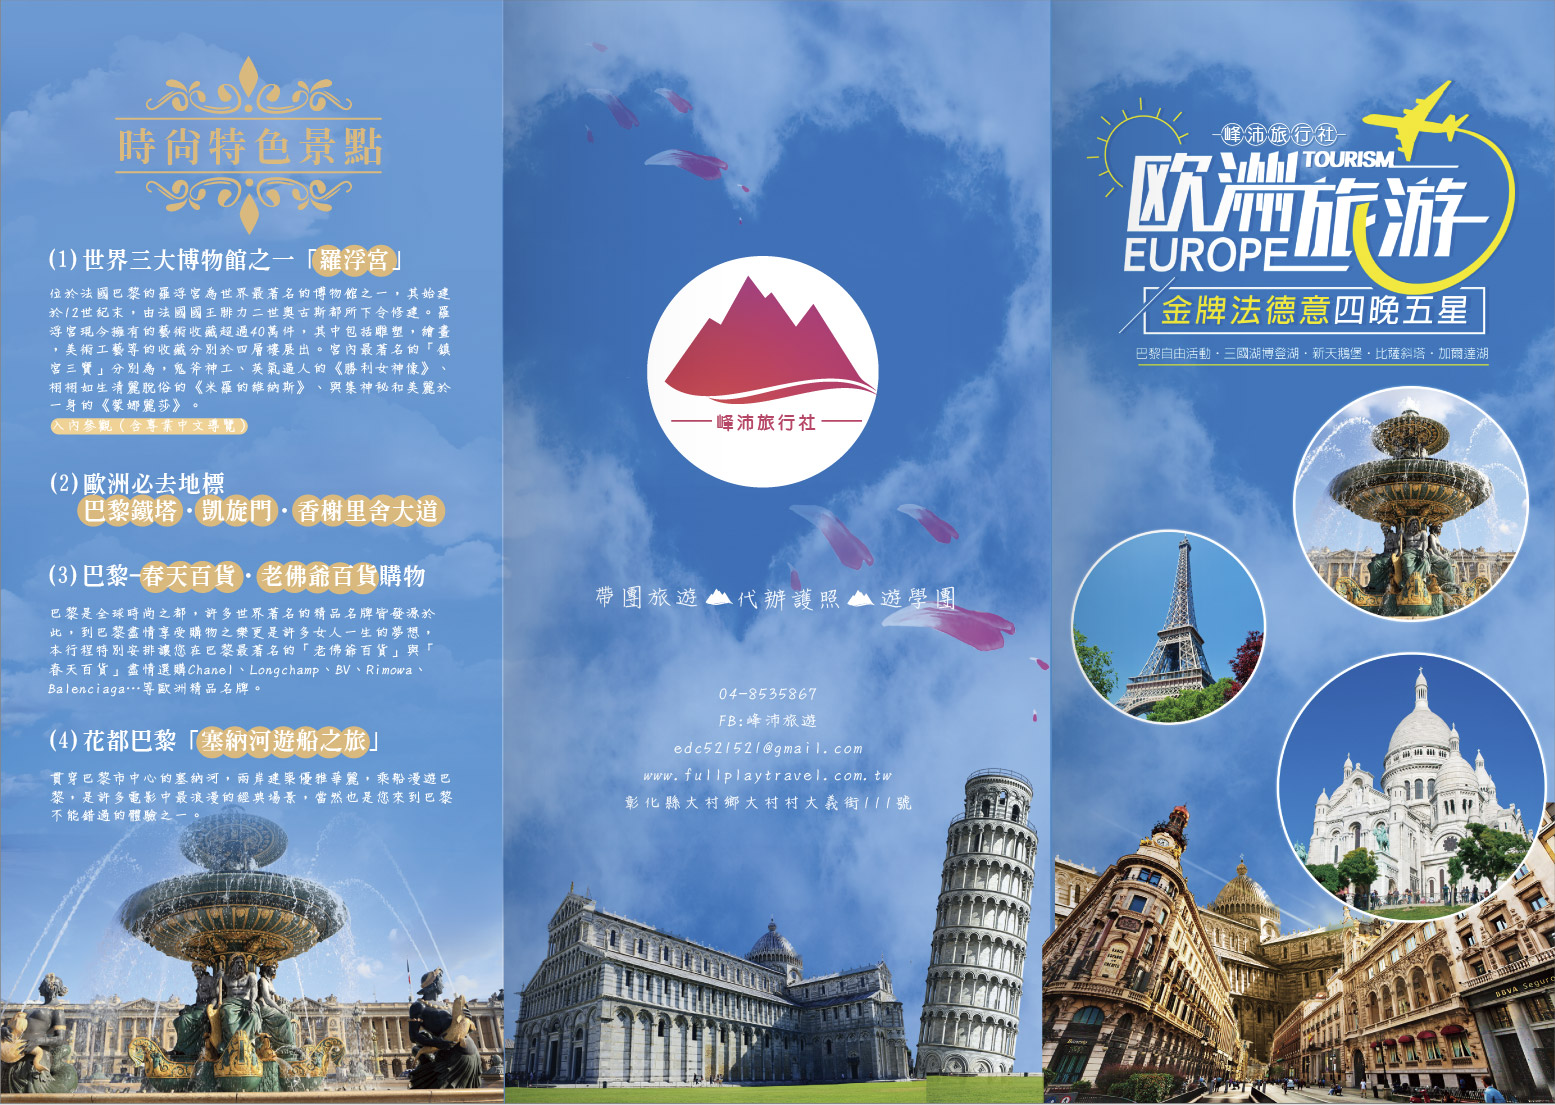 時尚特色景點
(1)世界三大博物館之一「羅浮宮」
位於法國巴黎的羅浮宮為世界最著名的博物館之一，其始建
於12世紀末，由法國國王腓力二世奧古斯都所下令修建。羅
浮宮現今擁有的藝術收藏超過40萬件，其中包括雕塑，繪畫
，美術工藝等的收藏分別於四層樓展出。宮內最著名的「鎮
宮三寶」分別為，鬼斧神工、英氣逼人的《勝利女神像》、
栩栩如生清麗脫俗的《米羅的維納斯》、與集神秘和美麗於
一身的《蒙娜麗莎》。
入內參觀（含專業中文導覽）
(2)歐洲必去地標
巴黎鐵塔·凱旋門·香榭里舍大道
(3)巴黎-春天百貨·老佛爺百貨購物
巴黎是全球時尚之都，許多世界著名的精品名牌皆發源於
此，到巴黎盡情享受購物之樂更是許多女人一生的夢想，
本行程特別安排讓您在巴黎最著名的「老佛爺百貨」與「
春天百貨」盡情選購Chanel、Longchamp、BV、Rimowa、
Balenciaga…等歐洲精品名牌。
(4)花都巴黎「塞納河遊船之旅」
貫穿巴黎市中心的塞納河，兩岸建築優雅華麗，乘船漫遊巴
黎，是許多電影中最浪漫的經典場景，當然也是您來到巴黎
不能錯過的體驗之一。
峰沛旅行社
帶團旅遊 代辦護照 遊學團
04-8535867
FB:峰沛旅遊
edc521521@gmail.com
www.fullplaytravel.com.tw
彰化縣大村鄉大村村大義街111號
峰沛旅行社
欧洲旅游
TOURISM
EUROPE
金牌法德意四晚五星
巴黎自由活動·三國湖博登湖·新天鵝堡·比薩斜塔·加爾達湖
BBVA Seguro